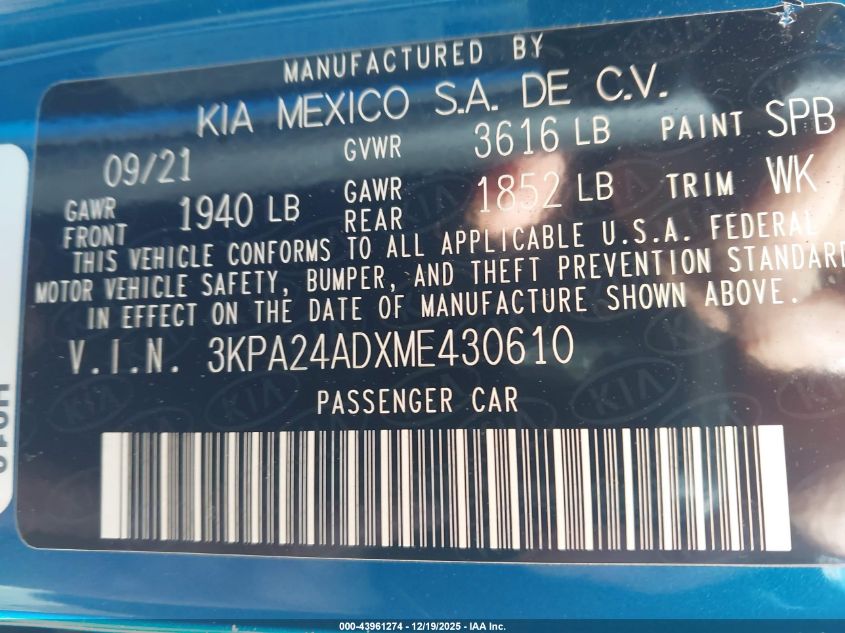 MANUFACTURED BY
KIA MEXICO S.A. DE C.V.
09/21 GVWR 3616 LB PAINT SPB
GAWR FRONT 1940 LB GAWR REAR 1852 LB TRIM WK
THIS VEHICLE CONFORMS TO ALL APPLICABLE U.S.A. FEDERAL
MOTOR VEHICLE SAFETY, BUMPER, AND THEFT PREVENTION STANDARD
IN EFFECT ON THE DATE OF MANUFACTURE SHOWN ABOVE.
V.I.N. 3KPA24ADXME430610
PASSENGER CAR
000-43961274 - 12/19/2025 - IAA Inc.